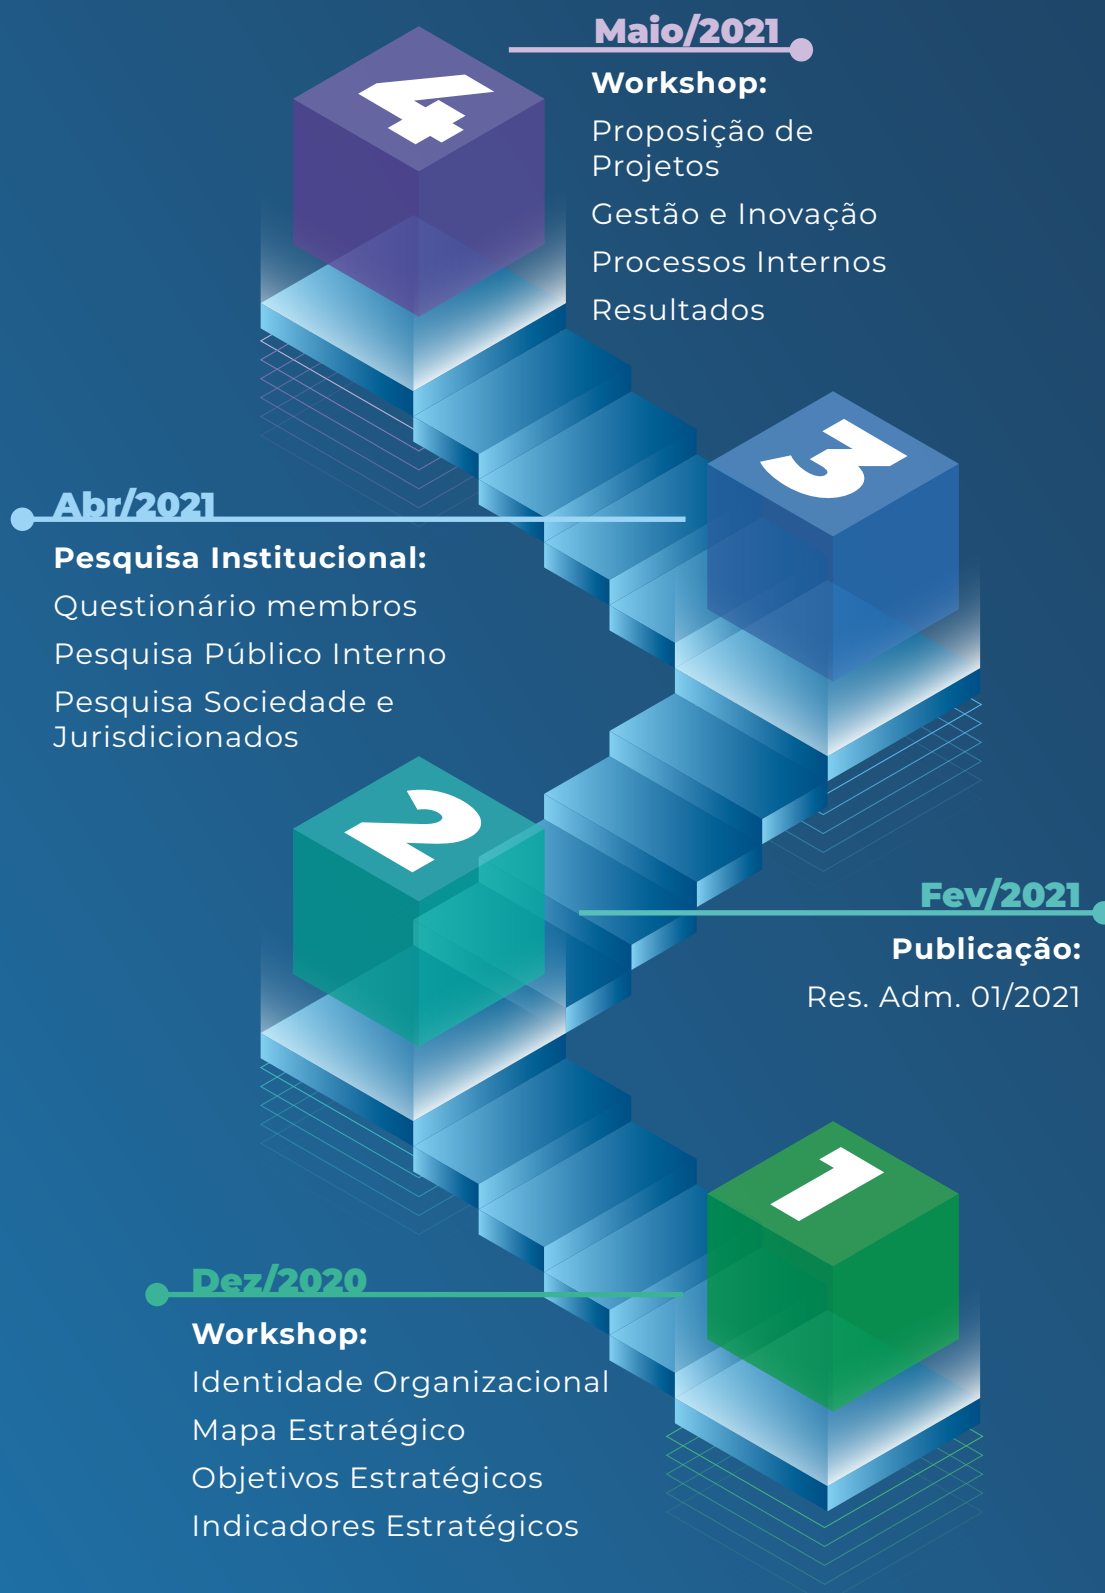 4
Maio/2021
Workshop:
Proposição de
Projetos
Gestão e Inovação
Processos Internos
Resultados
3
Abr/2021
Pesquisa Institucional:
Questionário membros
Pesquisa Público Interno
Pesquisa Sociedade e
Jurisdicionados
2
Fev/2021
Publicação:
Res. Adm. 01/2021
1
Dez/2020
Workshop:
Identidade Organizacional
Mapa Estratégico
Objetivos Estratégicos
Indicadores Estratégicos